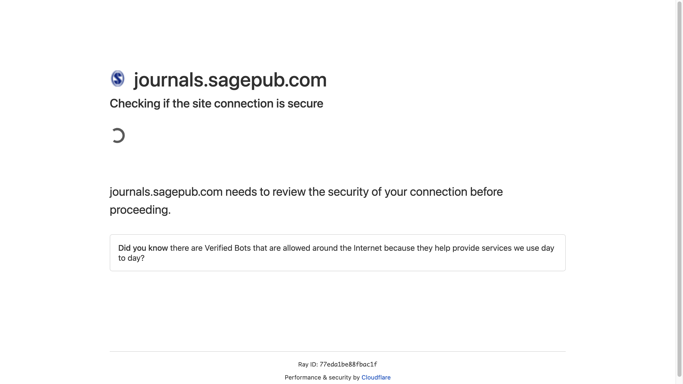 journals.sagepub.com
Checking if the site connection is secure
journals.sagepub.com needs to review the security of your connection before
proceeding.
Did you know there are Verified Bots that are allowed around the Internet because they help provide services we use day
to day?
Ray ID: 77eda1be88fbac1f
Performance & security by Cloudflare